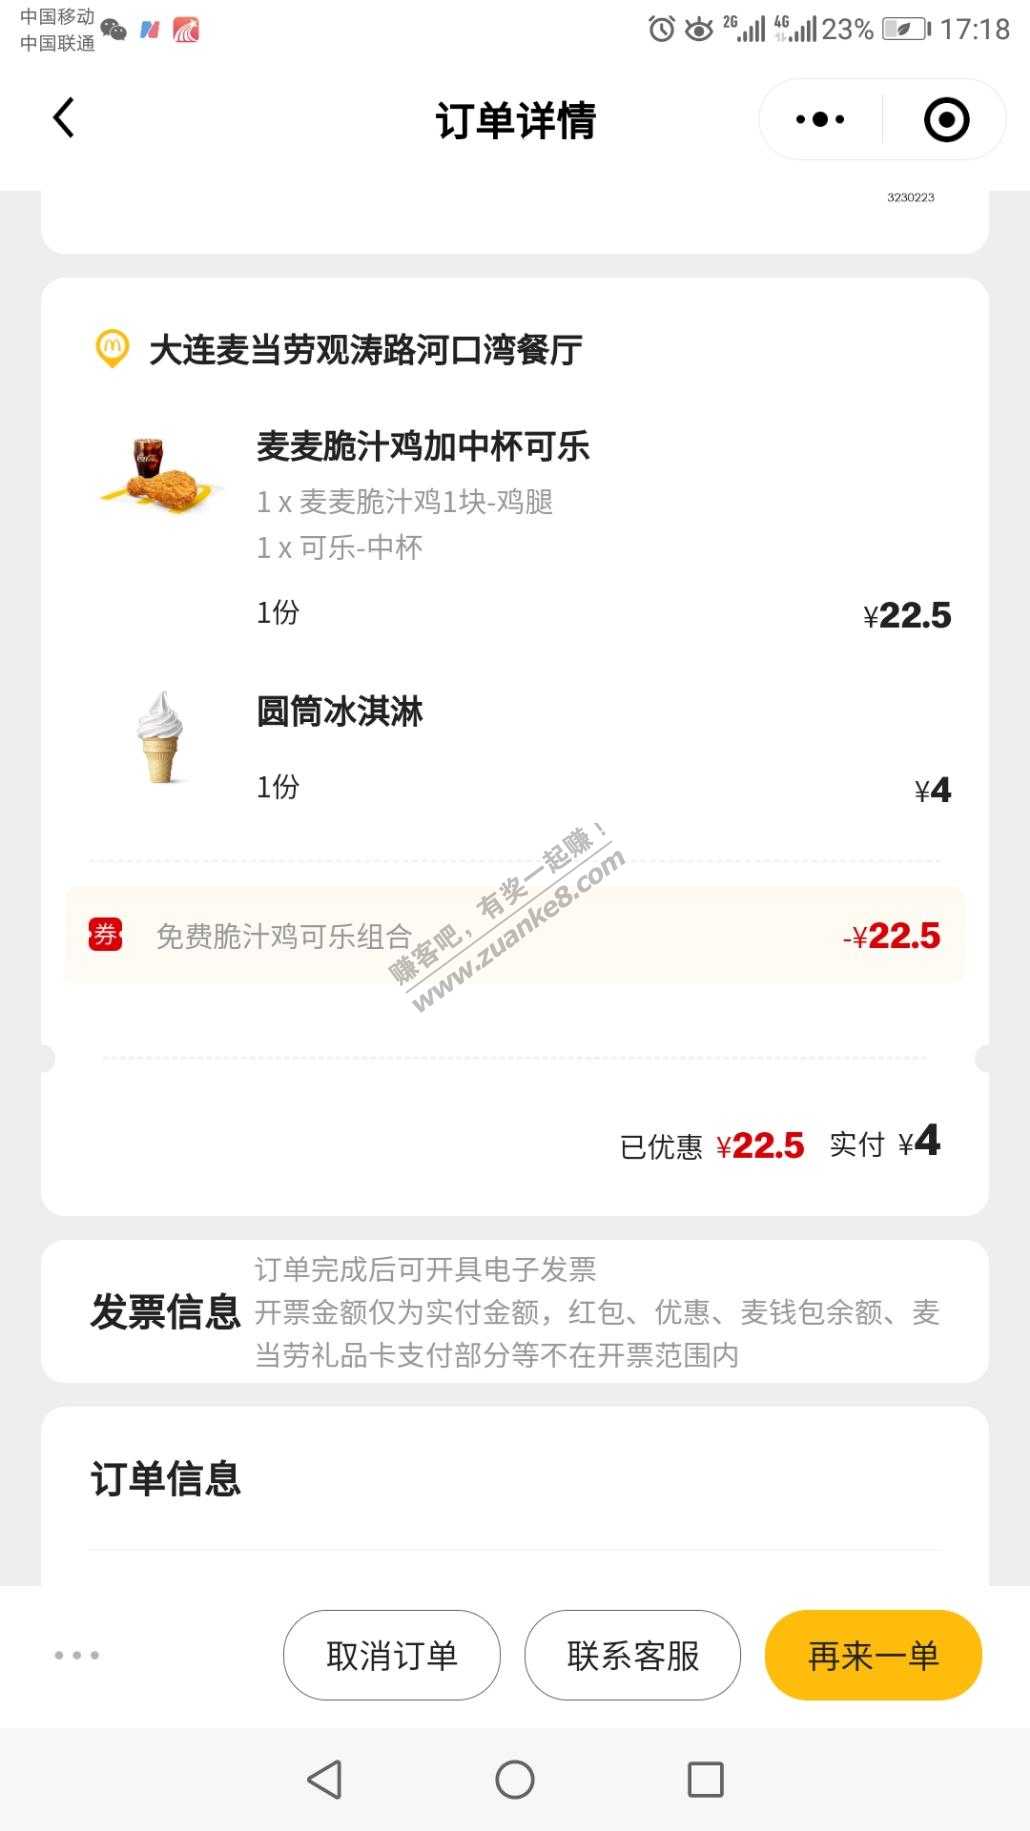 中国移动
中国联通
2G 4G 23% 17:18
订单详情
3230223
大连麦当劳观涛路河口湾餐厅
麦麦脆汁鸡加中杯可乐
1 x 麦麦脆汁鸡1块-鸡腿
1 x 可乐-中杯
1份 ¥22.5
圆筒冰淇淋
1份 ¥4
券 免费脆汁鸡可乐组合 -¥22.5
赚客吧，有奖一起赚！
www.zuanke8.com
已优惠 ¥22.5 实付 ¥4
发票信息
订单完成后可开具电子发票
开票金额仅为实付金额，红包、优惠、麦钱包余额、麦
当劳礼品卡支付部分等不在开票范围内
订单信息
取消订单 联系客服 再来一单